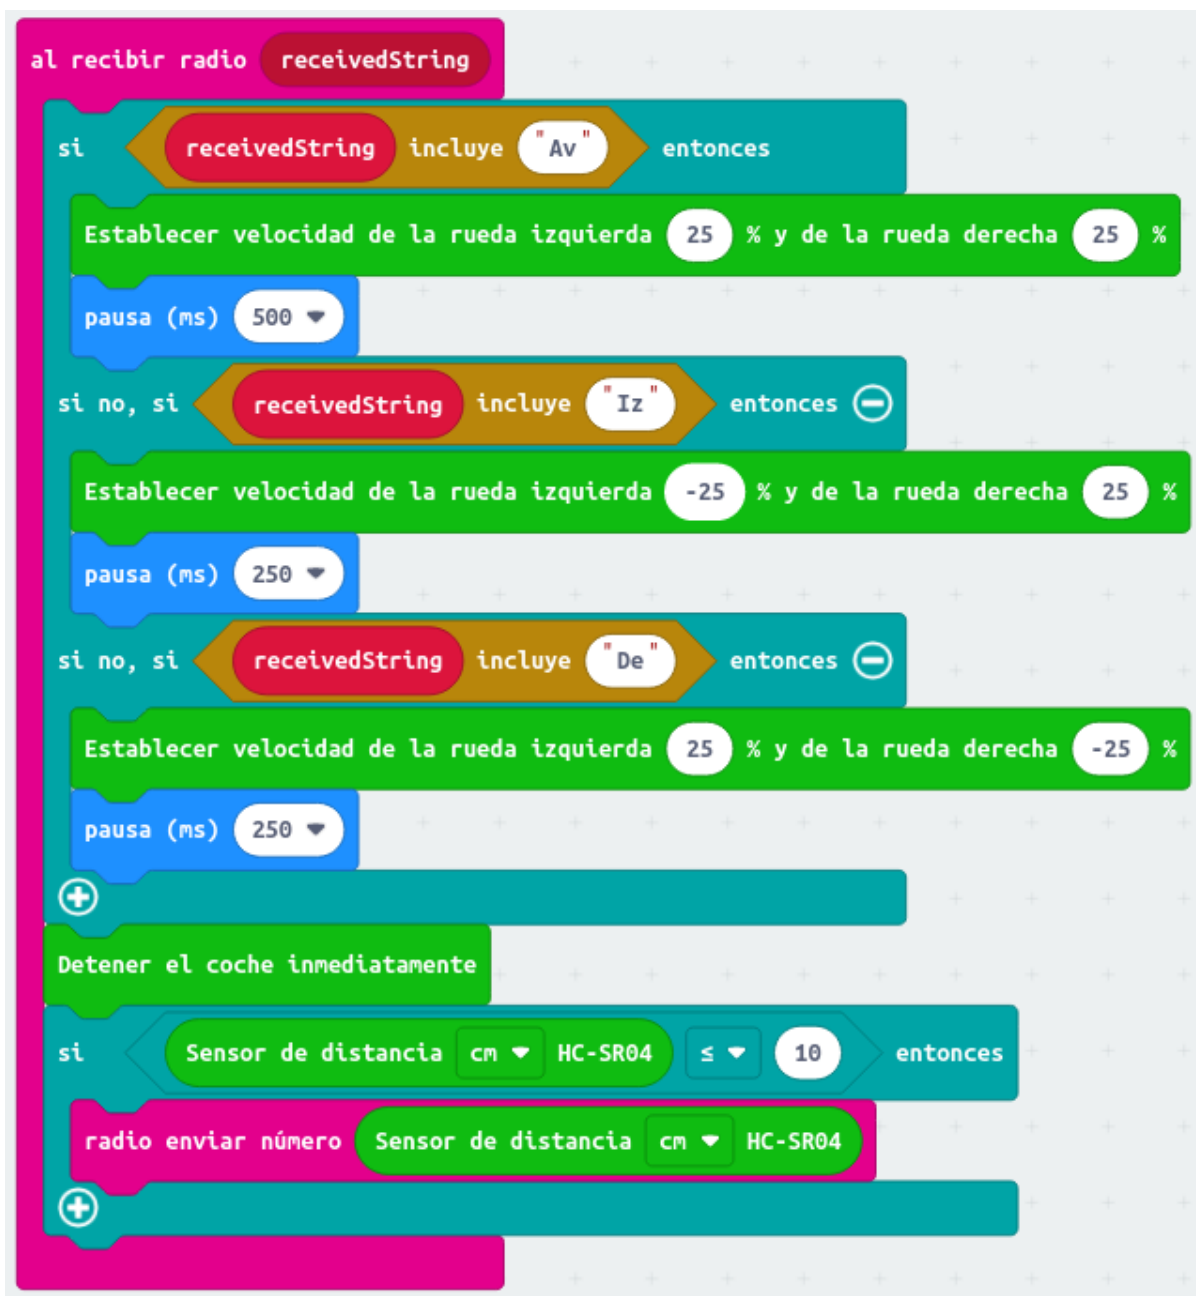 al recibir radio receivedString
si receivedString incluye "Av" entonces
Establecer velocidad de la rueda izquierda 25 % y de la rueda derecha 25 %
pausa (ms) 500
si no, si receivedString incluye "Iz" entonces
Establecer velocidad de la rueda izquierda -25 % y de la rueda derecha 25 %
pausa (ms) 250
si no, si receivedString incluye "De" entonces
Establecer velocidad de la rueda izquierda 25 % y de la rueda derecha -25 %
pausa (ms) 250
Detener el coche inmediatamente
si Sensor de distancia cm HC-SR04 ≤ 10 entonces
radio enviar número Sensor de distancia cm HC-SR04